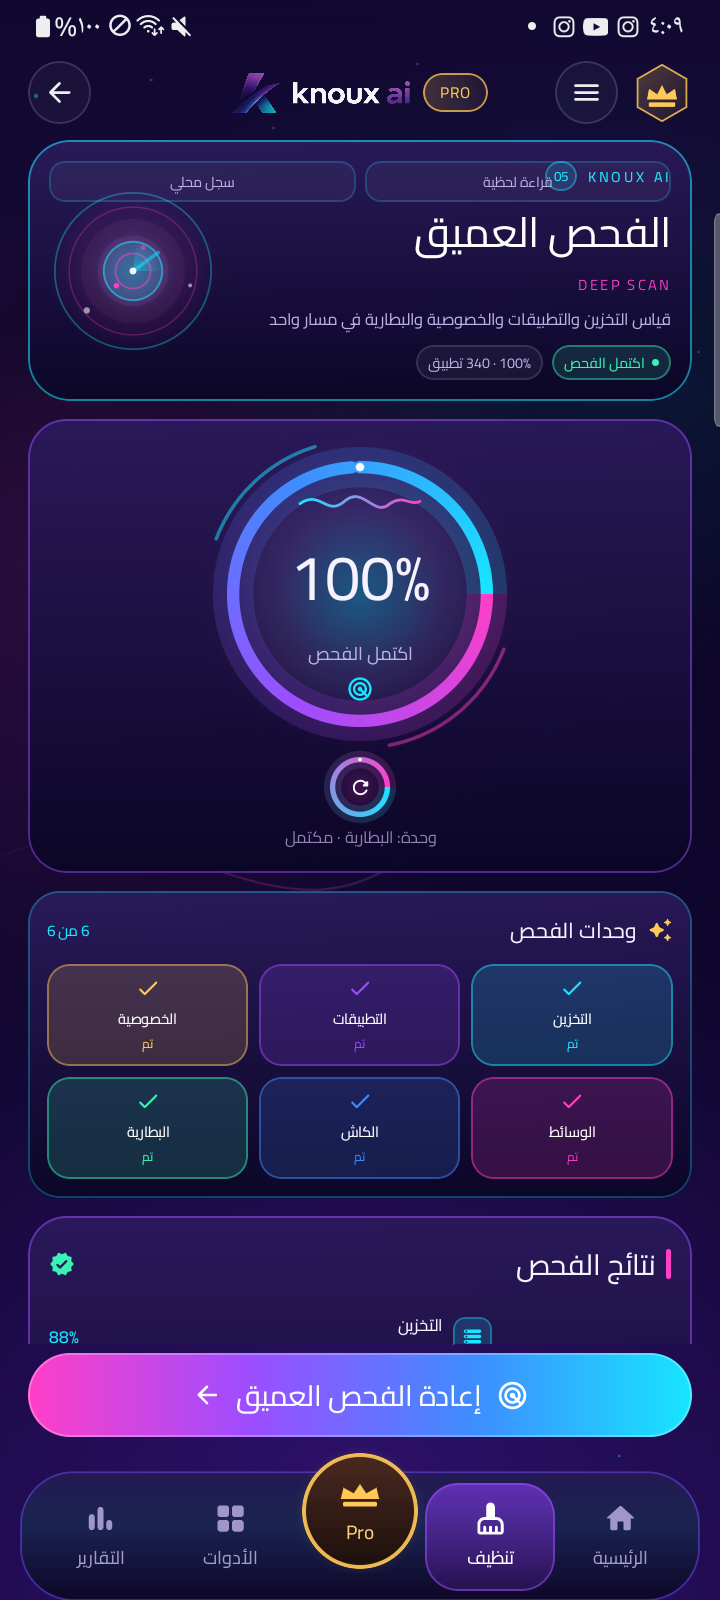 ٤:٠٩
%١٠٠
knoux ai
PRO
KNOUX AI
05
قراءة لحظية
سجل محلي
الفحص العميق
DEEP SCAN
قياس التخزين والتطبيقات والخصوصية والبطارية في مسار واحد
اكتمل الفحص
100% · 340 تطبيق
100%
اكتمل الفحص
وحدة: البطارية · مكتمل
وحدات الفحص
6 من 6
التخزين
تم
التطبيقات
تم
الخصوصية
تم
الوسائط
تم
الكاش
تم
البطارية
تم
نتائج الفحص
التخزين
88%
إعادة الفحص العميق
الرئيسية
تنظيف
Pro
الأدوات
التقارير